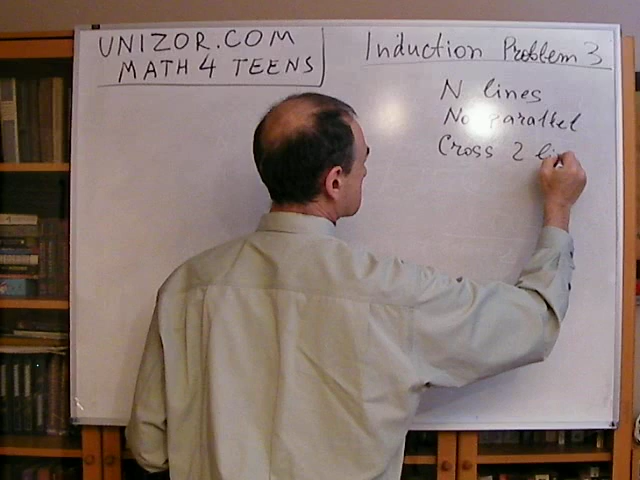 UNIZOR.COM
MATH 4 TEENS
Induction Problem 3
N lines
No parallel
Cross 2